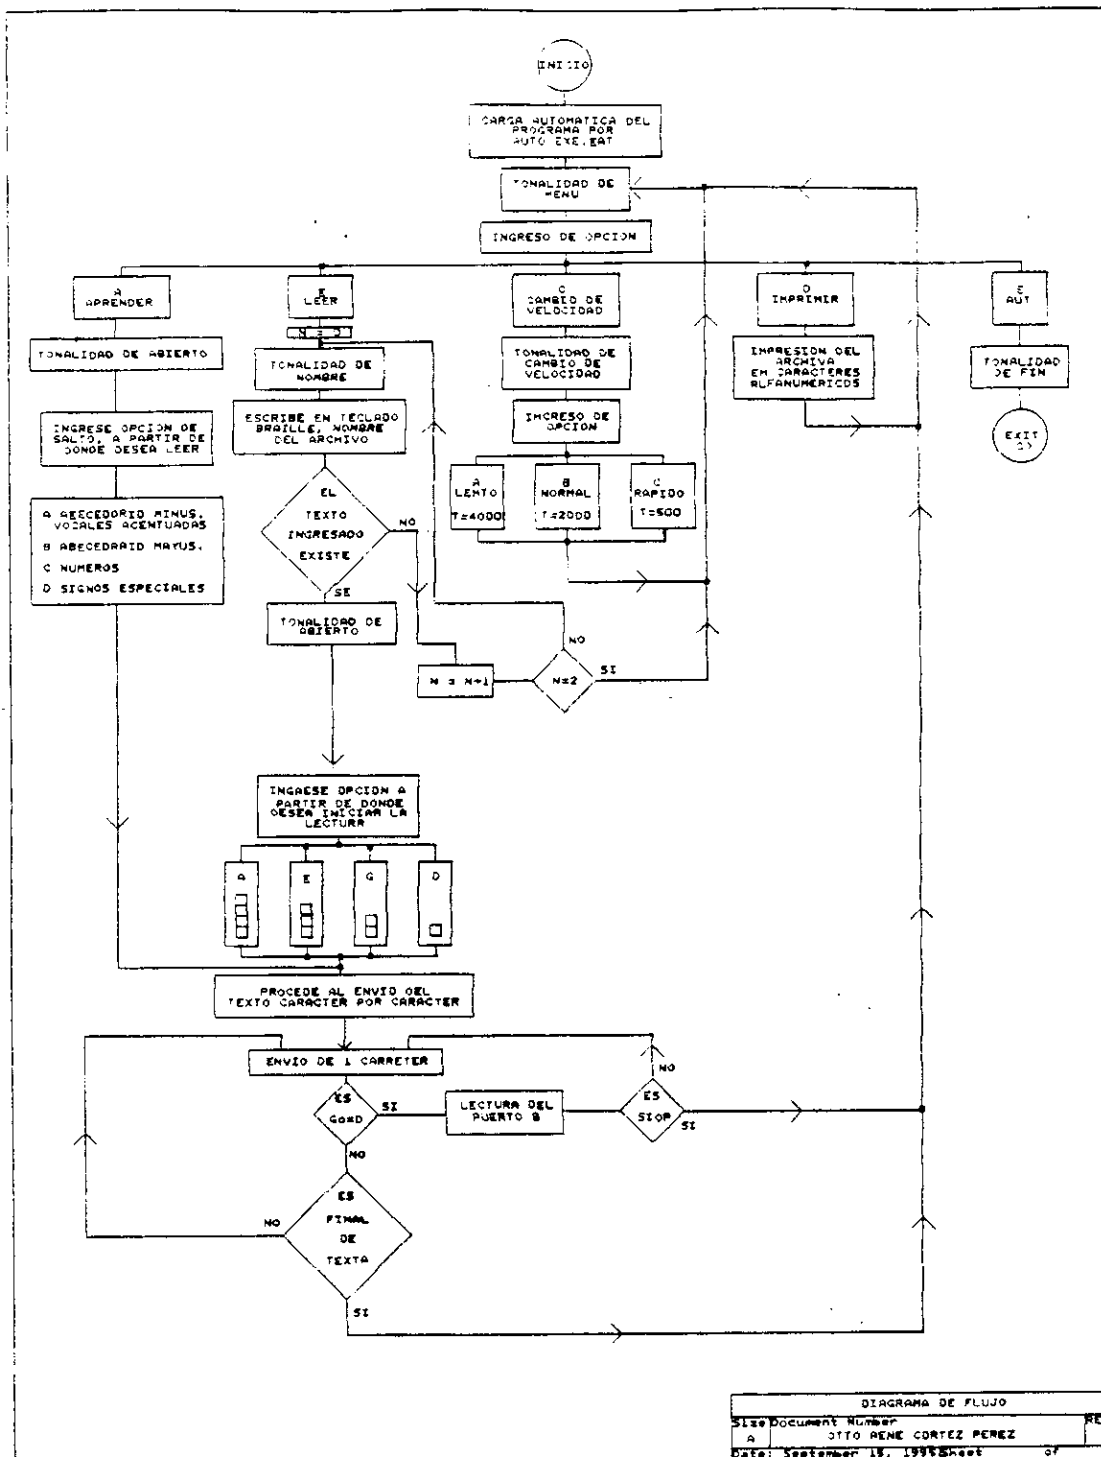 INICIO
CARGA AUTOMATICA DEL
PROGRAMA POR
AUTO EXE.BAT
TONALIDAD DE
MENU
INGRESO DE OPCION
A
APRENDER
TONALIDAD DE ABIERTO
INGRESE OPCION DE
SALTO, A PARTIR DE
DONDE DESEA LEER
A ABECEDORIO MINUS.
VOCALES ACENTUADAS
B ABECEDRAIO MAYUS.
C NUMEROS
D SIGNOS ESPECIALES
LEER
TONALIDAD DE
NOMBRE
ESCRIBE EN TECLADO
BRAILLE, NOMBRE
DEL ARCHIVO
EL
TEXTO
INGRESADO
EXISTE
NO
SE
TONALIDAD DE
ABIERTO
N = N+1
N=2
NO
SI
C
CAMBIO DE
VELOCIDAD
TONALIDAD DE
CAMBIO DE
VELOCIDAD
IMCRESO DE
OPCION
A
LENTO
T=4000
B
NORMAL
T=2000
C
RAPIDO
T=500
D
IMPRIMIR
IMPRESION DEL
ARCHIVA
EM CARACTERES
ALFANUMERICOS
E
AUT
TONALIDAD
DE FIN
EXIT
INGAESE OPCION A
PARTIR DE DONDE
DESEA INICIAR LA
LECTURA
A
E
G
D
PROCEDE AL ENVIO DEL
TEXTO CARACTER POR CARACTER
ENVIO DE 1 CARRETER
ES
Go=D
SI
NO
LECTURA DEL
PUERTO B
ES
SIOP
NO
SI
ES
FINAL
DE
TEXTA
NO
SI
DIAGRAMA DE FLUJO
Size Document Number
A OTTO RENE CORTEZ PEREZ
Date: September 15, 1995 Sheet of